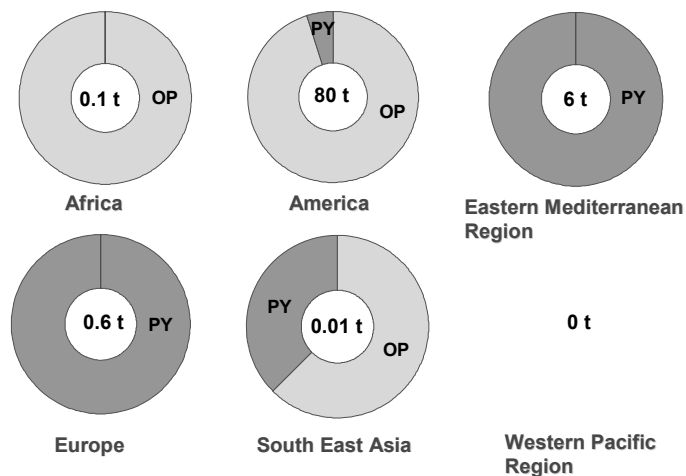 0.1 t
OP
Africa
PY
80 t
OP
America
6 t
PY
Eastern Mediterranean
Region
0.6 t
PY
Europe
PY
0.01 t
OP
South East Asia
0 t
Western Pacific
Region